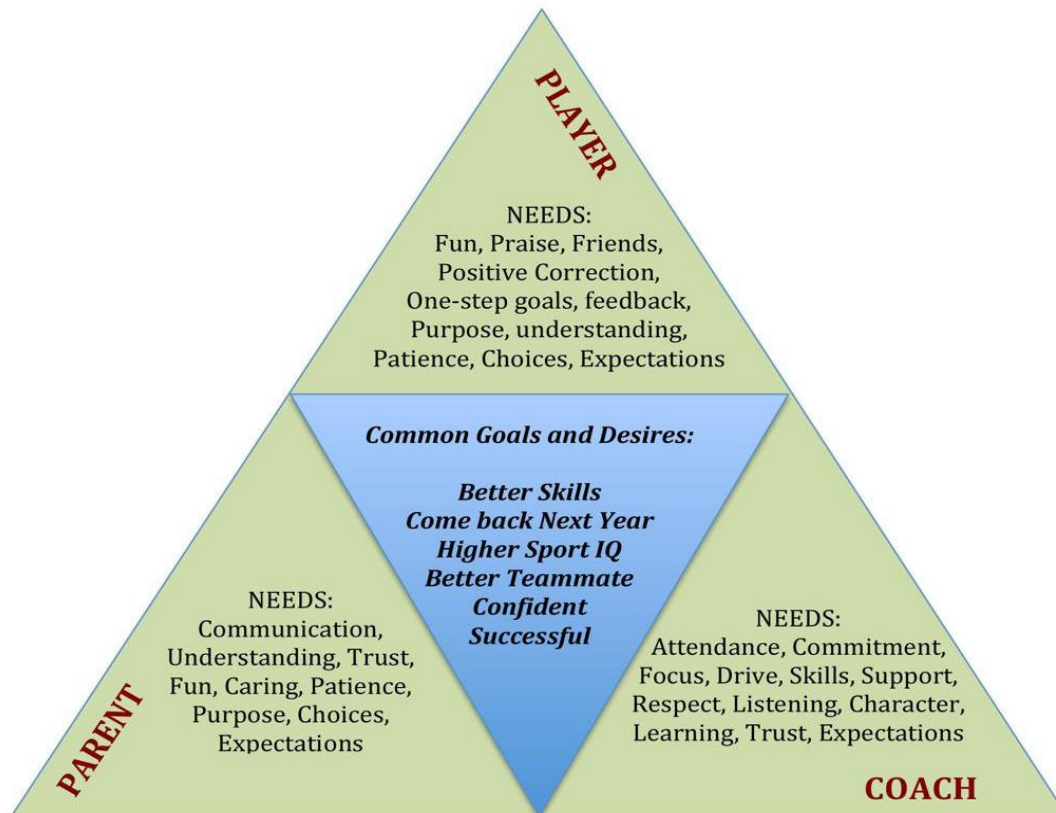 PLAYER
NEEDS:
Fun, Praise, Friends,
Positive Correction,
One-step goals, feedback,
Purpose, understanding,
Patience, Choices, Expectations
Common Goals and Desires:
Better Skills
Come back Next Year
Higher Sport IQ
Better Teammate
Confident
Successful
PARENT
NEEDS:
Communication,
Understanding, Trust,
Fun, Caring, Patience,
Purpose, Choices,
Expectations
NEEDS:
Attendance, Commitment,
Focus, Drive, Skills, Support,
Respect, Listening, Character,
Learning, Trust, Expectations
COACH